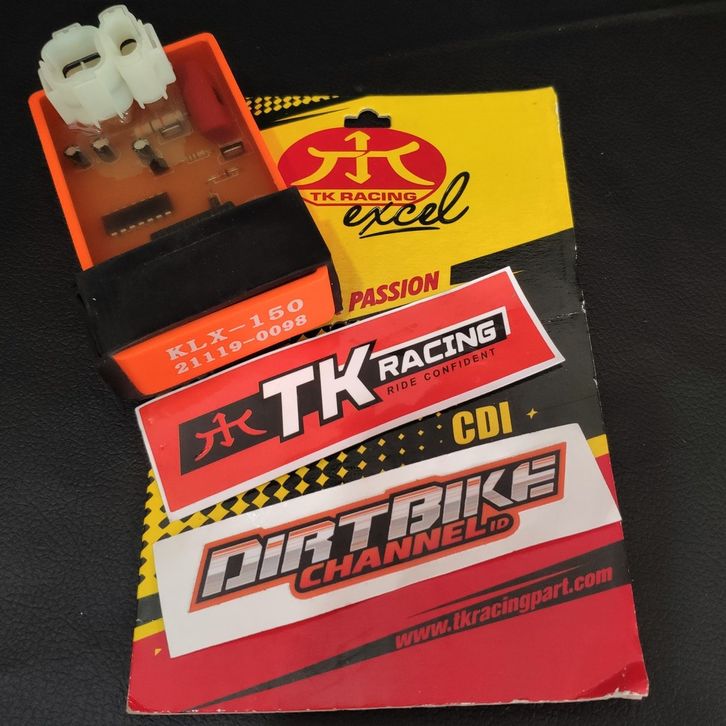 TK RACING
excel
PASSION
KLX-150
21119-0098
TK RACING
RIDE CONFIDENT
CDI
DIRTBIKE
CHANNEL ID
www.tkracingpart.com